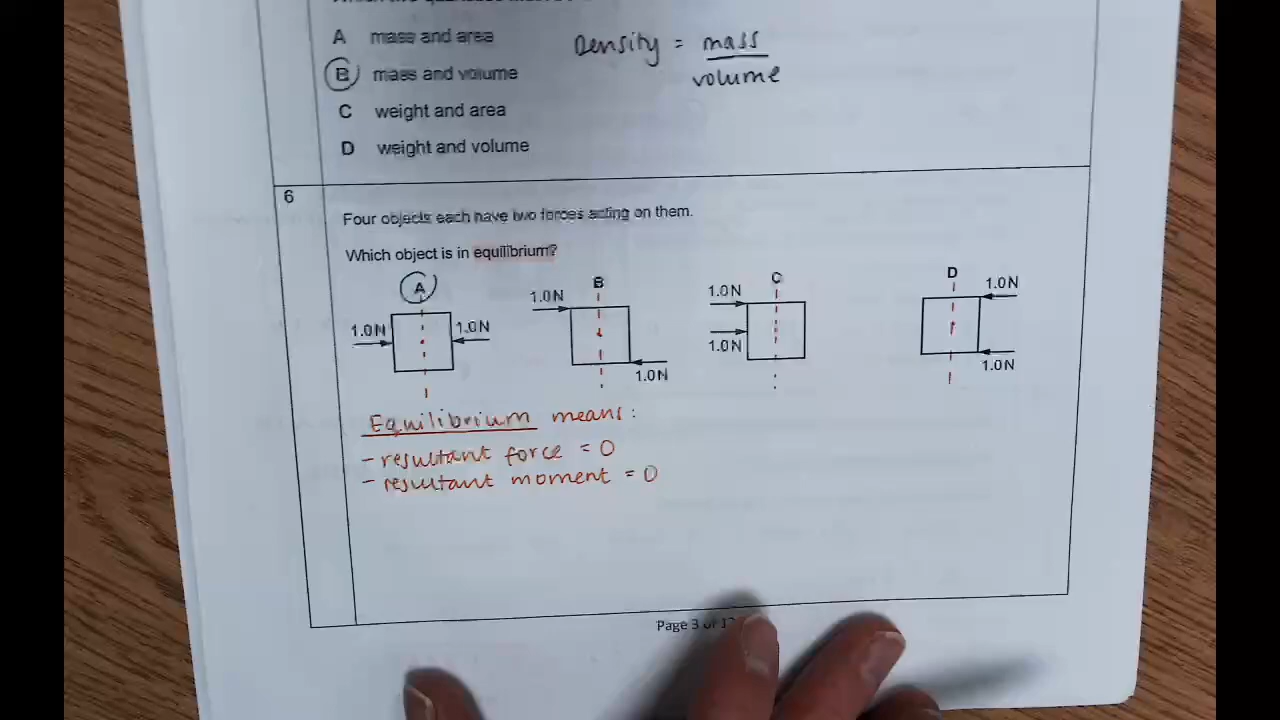 A mass and area
Density = mass
volume
B mass and volume
C weight and area
D weight and volume
6
Four objects each have two forces acting on them.
Which object is in equilibrium?
A
1.0N 1.0N
B
1.0N
1.0N
C
1.0N
1.0N
D
1.0N
1.0N
Equilibrium means:
- resultant force = 0
- resultant moment = 0
Page 3 of